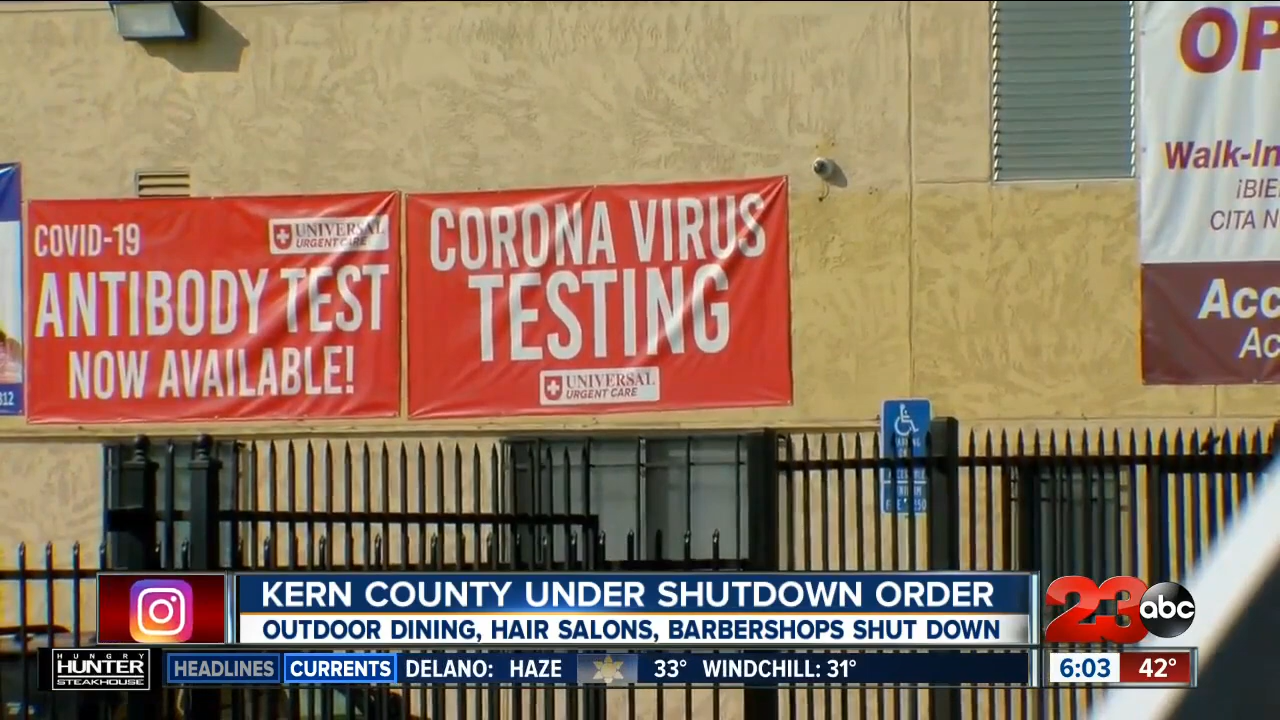 COVID-19
UNIVERSAL
URGENT CARE
ANTIBODY TEST
NOW AVAILABLE!
312
CORONA VIRUS
TESTING
UNIVERSAL
URGENT CARE
OP
Walk-In
¡BIE
CITA N
Acc
Ac
PARKING
KERN COUNTY UNDER SHUTDOWN ORDER
OUTDOOR DINING, HAIR SALONS, BARBERSHOPS SHUT DOWN
23 abc
HUNGRY
HUNTER
STEAKHOUSE
HEADLINES CURRENTS DELANO: HAZE 33° WINDCHILL: 31°
6:03 42°